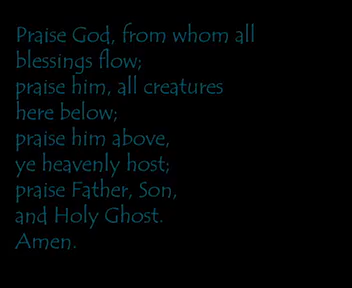 Praise God, from whom all
blessings flow;
praise him, all creatures
here below;
praise him above,
ye heavenly host;
praise Father, Son,
and Holy Ghost.
Amen.